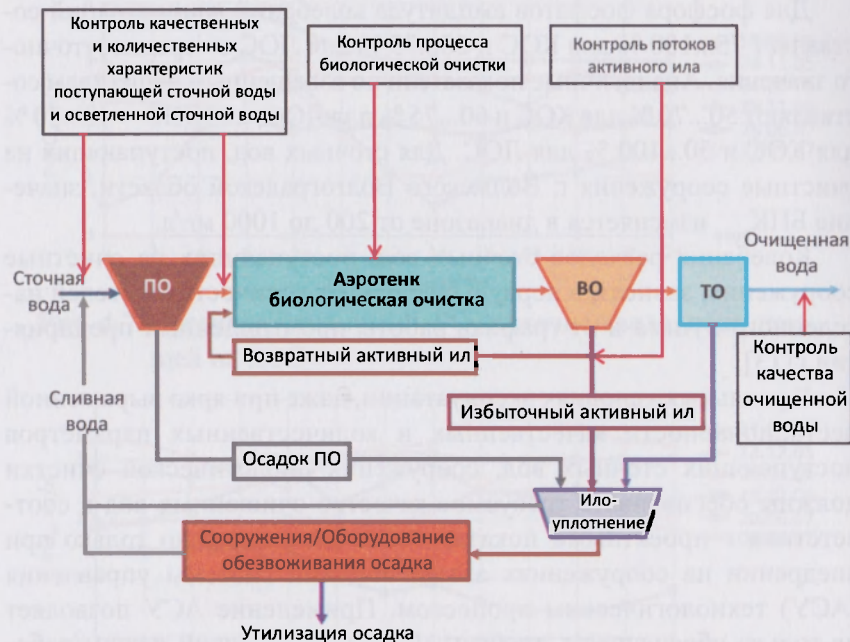 Контроль качественных
и количественных
характеристик
поступающей сточной воды
и осветленной сточной воды
Контроль процесса
биологической очистки
Контроль потоков
активного ила
Сточная
вода
ПО
Аэротенк
биологическая очистка
ВО
ТО
Очищенная
вода
Возвратный активный ил
Контроль
качества
очищенной
воды
Сливная
вода
Избыточный активный ил
Осадок ПО
Ило-
уплотнение
Сооружения/Оборудование
обезвоживания осадка
Утилизация осадка